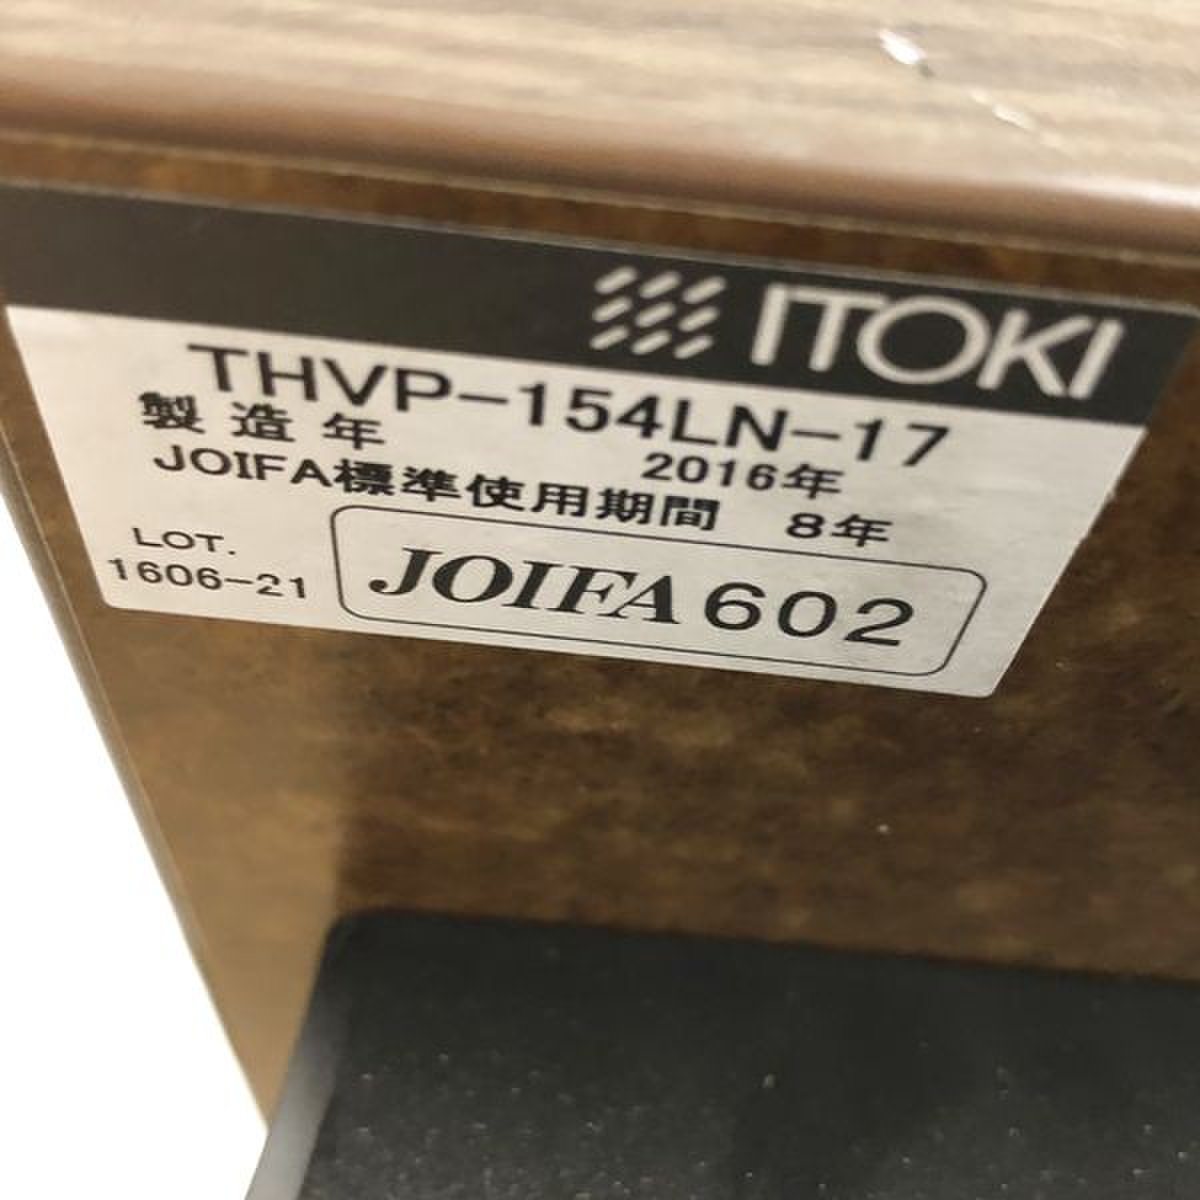 ITOKI
THVP-154LN-17
製造年 2016年
JOIFA標準使用期間 8年
LOT.
1606-21
JOIFA602